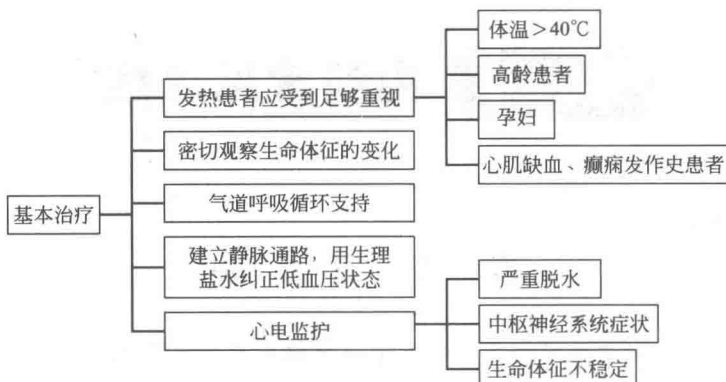 基本治疗
发热患者应受到足够重视
体温>40℃
高龄患者
孕妇
心肌缺血、癫痫发作史患者
密切观察生命体征的变化
气道呼吸循环支持
建立静脉通路，用生理
盐水纠正低血压状态
心电监护
严重脱水
中枢神经系统症状
生命体征不稳定